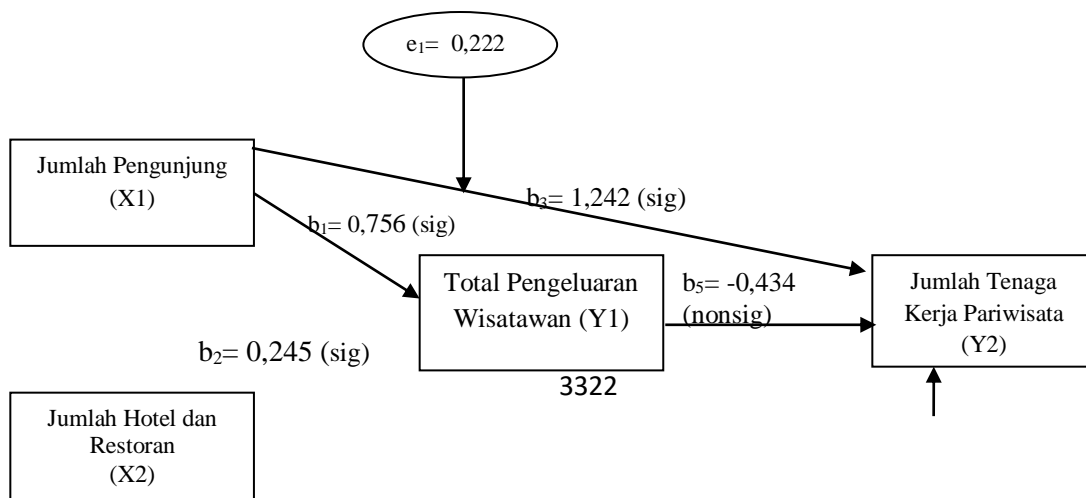 e₁= 0,222
Jumlah Pengunjung
(X1)
b₃= 1,242 (sig)
b₁= 0,756 (sig)
Total Pengeluaran
Wisatawan (Y1)
b₅= -0,434
(nonsig)
Jumlah Tenaga
Kerja Pariwisata
(Y2)
b₂= 0,245 (sig)
3322
Jumlah Hotel dan
Restoran
(X2)